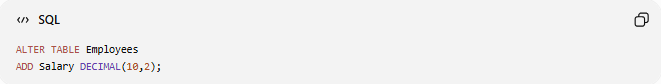 SQL
ALTER TABLE Employees
ADD Salary DECIMAL(10,2);